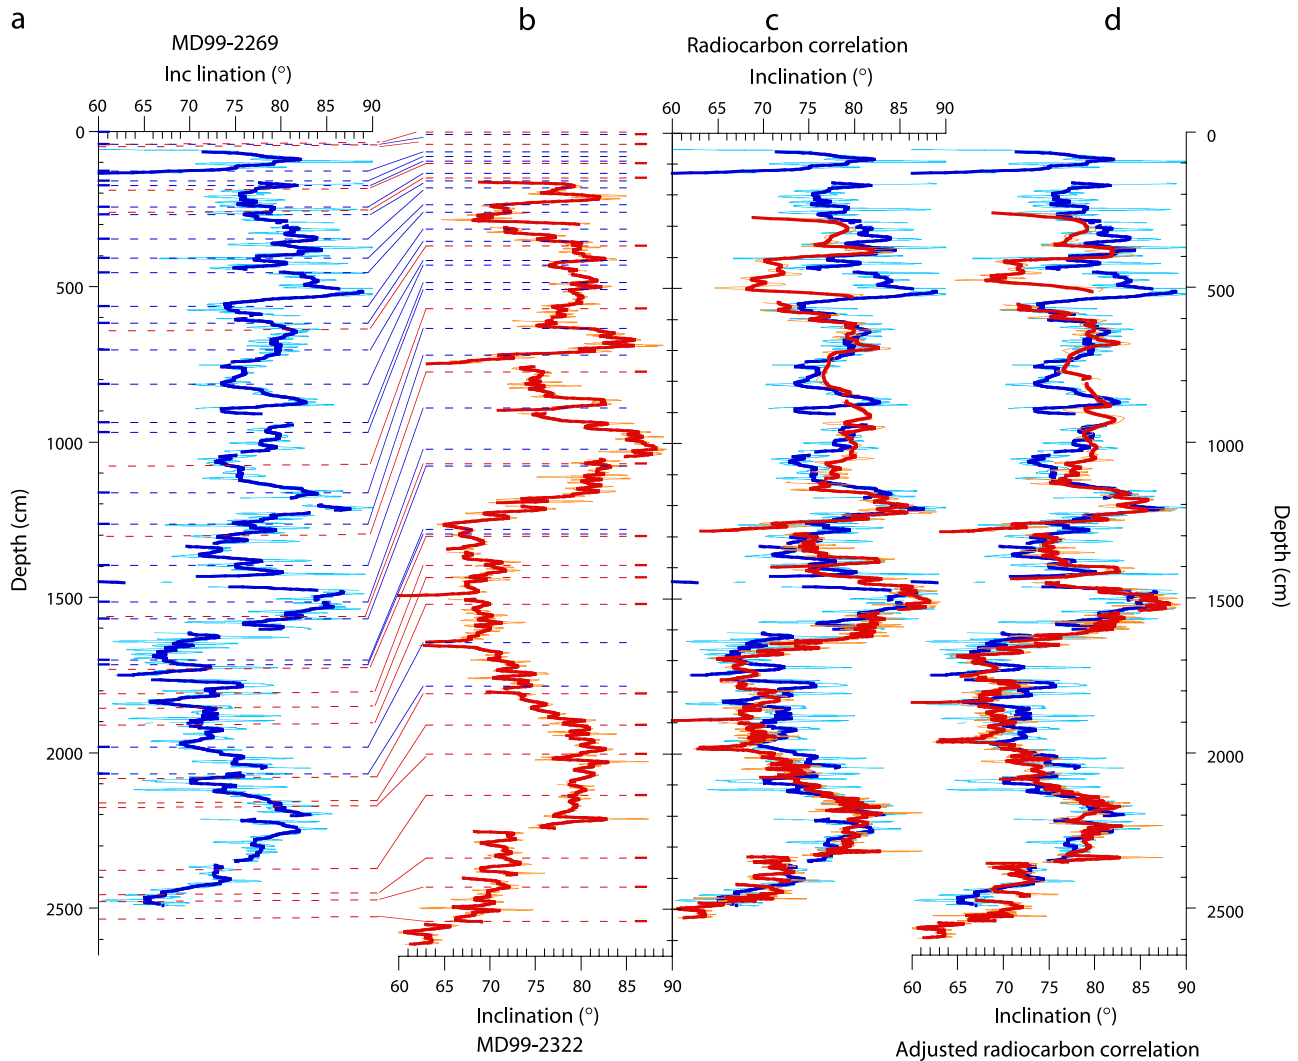 a
b
c
d
MD99-2269
Inc lination (°)
Radiocarbon correlation
Inclination (°)
60 65 70 75 80 85 90
60 65 70 75 80 85 90
0
500
1000
1500
2000
2500
Depth (cm)
0
500
1000
1500
2000
2500
Depth (cm)
60 65 70 75 80 85 90
60 65 70 75 80 85 90
Inclination (°)
MD99-2322
Inclination (°)
Adjusted radiocarbon correlation